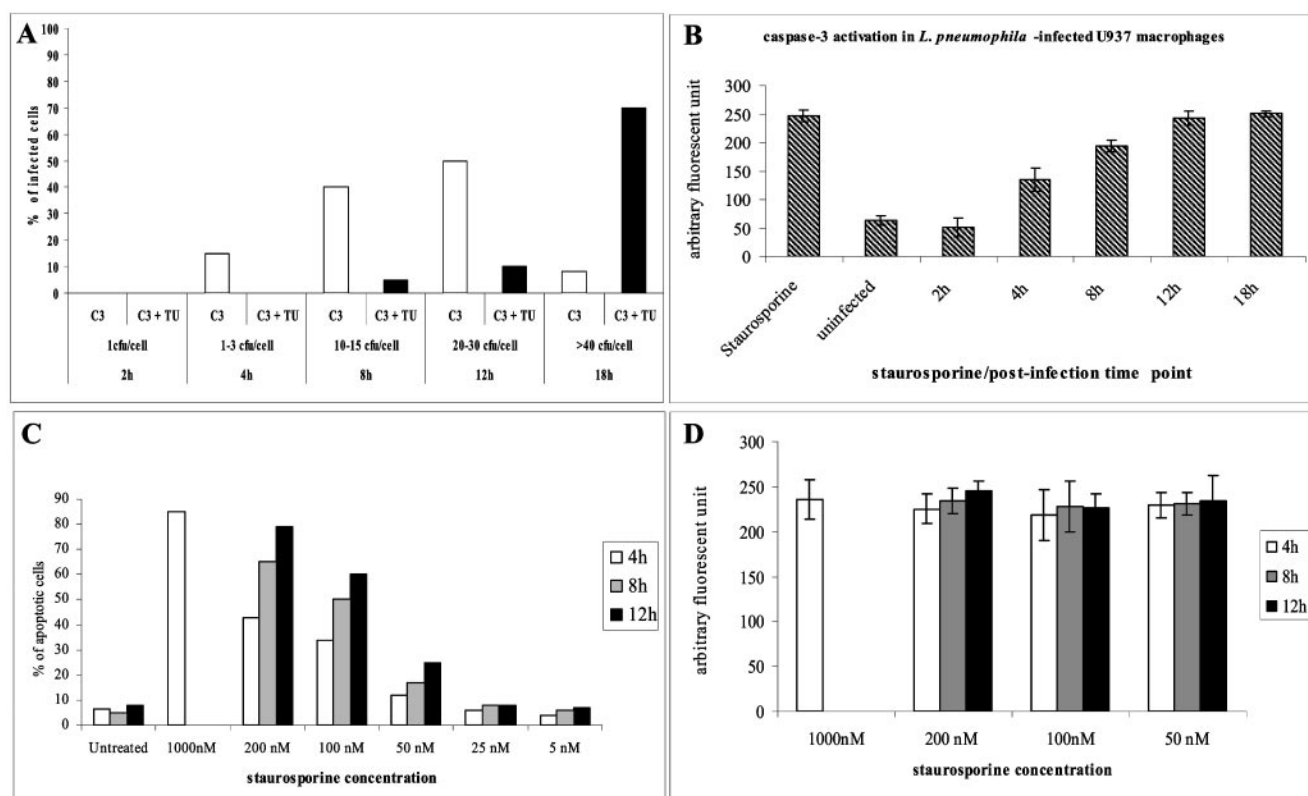 A
% of infected cells
100
90
80
70
60
50
40
30
20
10
0
C3 C3 + TU C3 C3 + TU C3 C3 + TU C3 C3 + TU C3 C3 + TU
1cfu/cell 1-3 cfu/cell 10-15 cfu/cell 20-30 cfu/cell >40 cfu/cell
2h 4h 8h 12h 18h
B
caspase-3 activation in L. pneumophila -infected U937 macrophages
arbitrary fluorescent unit
300
250
200
150
100
50
0
Staurosporine uninfected 2h 4h 8h 12h 18h
staurosporine/post-infection time point
C
% of apoptotic cells
90
80
70
60
50
40
30
20
10
0
Untreated 1000nM 200 nM 100 nM 50 nM 25 nM 5 nM
staurosporine concentration
4h
8h
12h
D
arbitrary fluorescent unit
300
250
200
150
100
50
0
1000nM 200 nM 100nM 50 nM
staurosporine concentration
4h
8h
12h